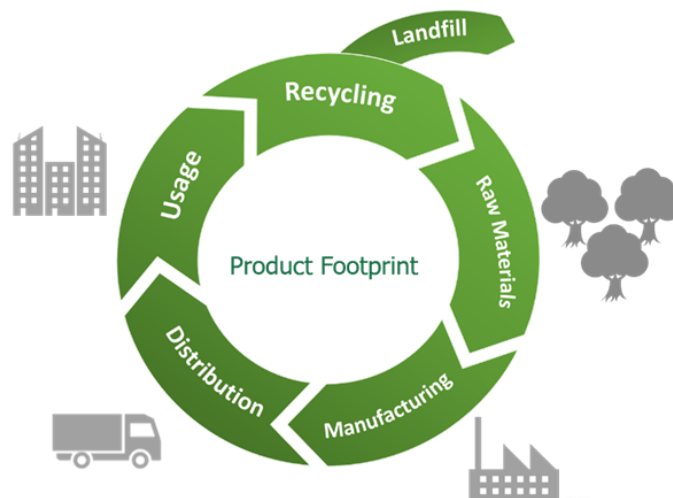 Landfill
Recycling
Usage
Raw Materials
Product Footprint
Distribution
Manufacturing